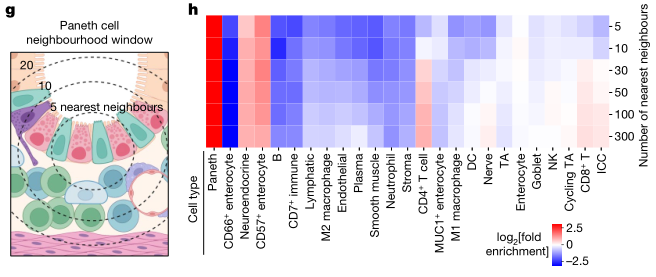 g
Paneth cell
neighbourhood window
20
10
5 nearest neighbours
h
5
10
30
50
100
300
Number of neighbours
Cell type
Paneth
CD66⁺ enterocyte
Neuroendocrine
CD57⁺ enterocyte
B
CD7⁺ immune
Lymphatic
M2 macrophage
Endothelial
Plasma
Smooth muscle
Neutrophil
Stroma
CD4⁺ T cell
MUC1⁺ enterocyte
M1 macrophage
DC
Nerve
TA
Enterocyte
Goblet
NK
Cycling TA
CD8⁺ T
ICC
log₂[fold
enrichment]
2.5
0
−2.5